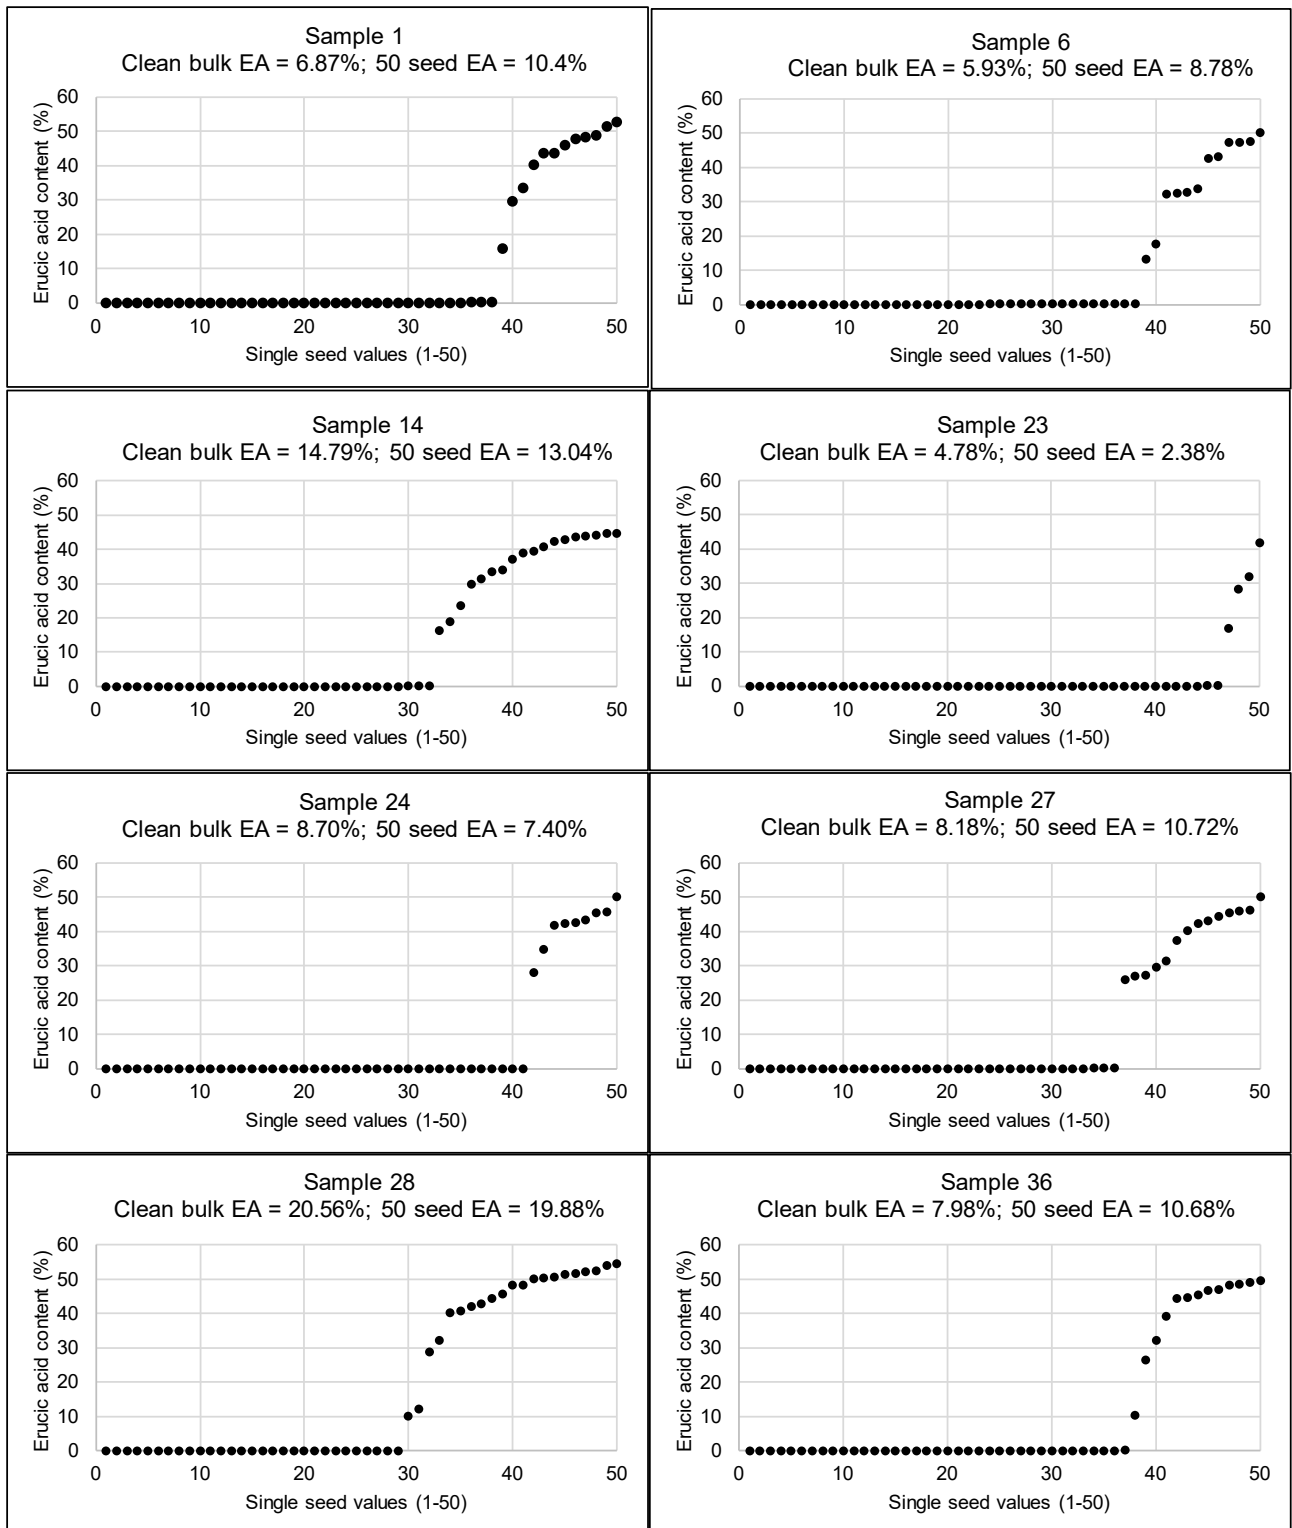 Sample 1
Clean bulk EA = 6.87%; 50 seed EA = 10.4%
Erucic acid content (%)
60
50
40
30
20
10
0
0 10 20 30 40 50
Single seed values (1-50)
Sample 6
Clean bulk EA = 5.93%; 50 seed EA = 8.78%
Erucic acid content (%)
60
50
40
30
20
10
0
0 10 20 30 40 50
Single seed values (1-50)
Sample 14
Clean bulk EA = 14.79%; 50 seed EA = 13.04%
Erucic acid content (%)
60
50
40
30
20
10
0
0 10 20 30 40 50
Single seed values (1-50)
Sample 23
Clean bulk EA = 4.78%; 50 seed EA = 2.38%
Erucic acid content (%)
60
50
40
30
20
10
0
0 10 20 30 40 50
Single seed values (1-50)
Sample 24
Clean bulk EA = 8.70%; 50 seed EA = 7.40%
Erucic acid content (%)
60
50
40
30
20
10
0
0 10 20 30 40 50
Single seed values (1-50)
Sample 27
Clean bulk EA = 8.18%; 50 seed EA = 10.72%
Erucic acid content (%)
60
50
40
30
20
10
0
0 10 20 30 40 50
Single seed values (1-50)
Sample 28
Clean bulk EA = 20.56%; 50 seed EA = 19.88%
Erucic acid content (%)
60
50
40
30
20
10
0
0 10 20 30 40 50
Single seed values (1-50)
Sample 36
Clean bulk EA = 7.98%; 50 seed EA = 10.68%
Erucic acid content (%)
60
50
40
30
20
10
0
0 10 20 30 40 50
Single seed values (1-50)